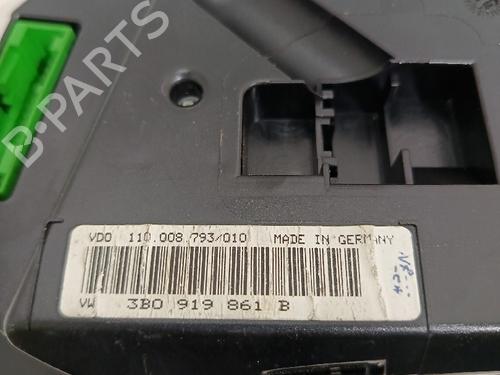 B-PARTS
VDO 110.008.793/010 MADE IN GERMANY
VW 3B0 919 861 B